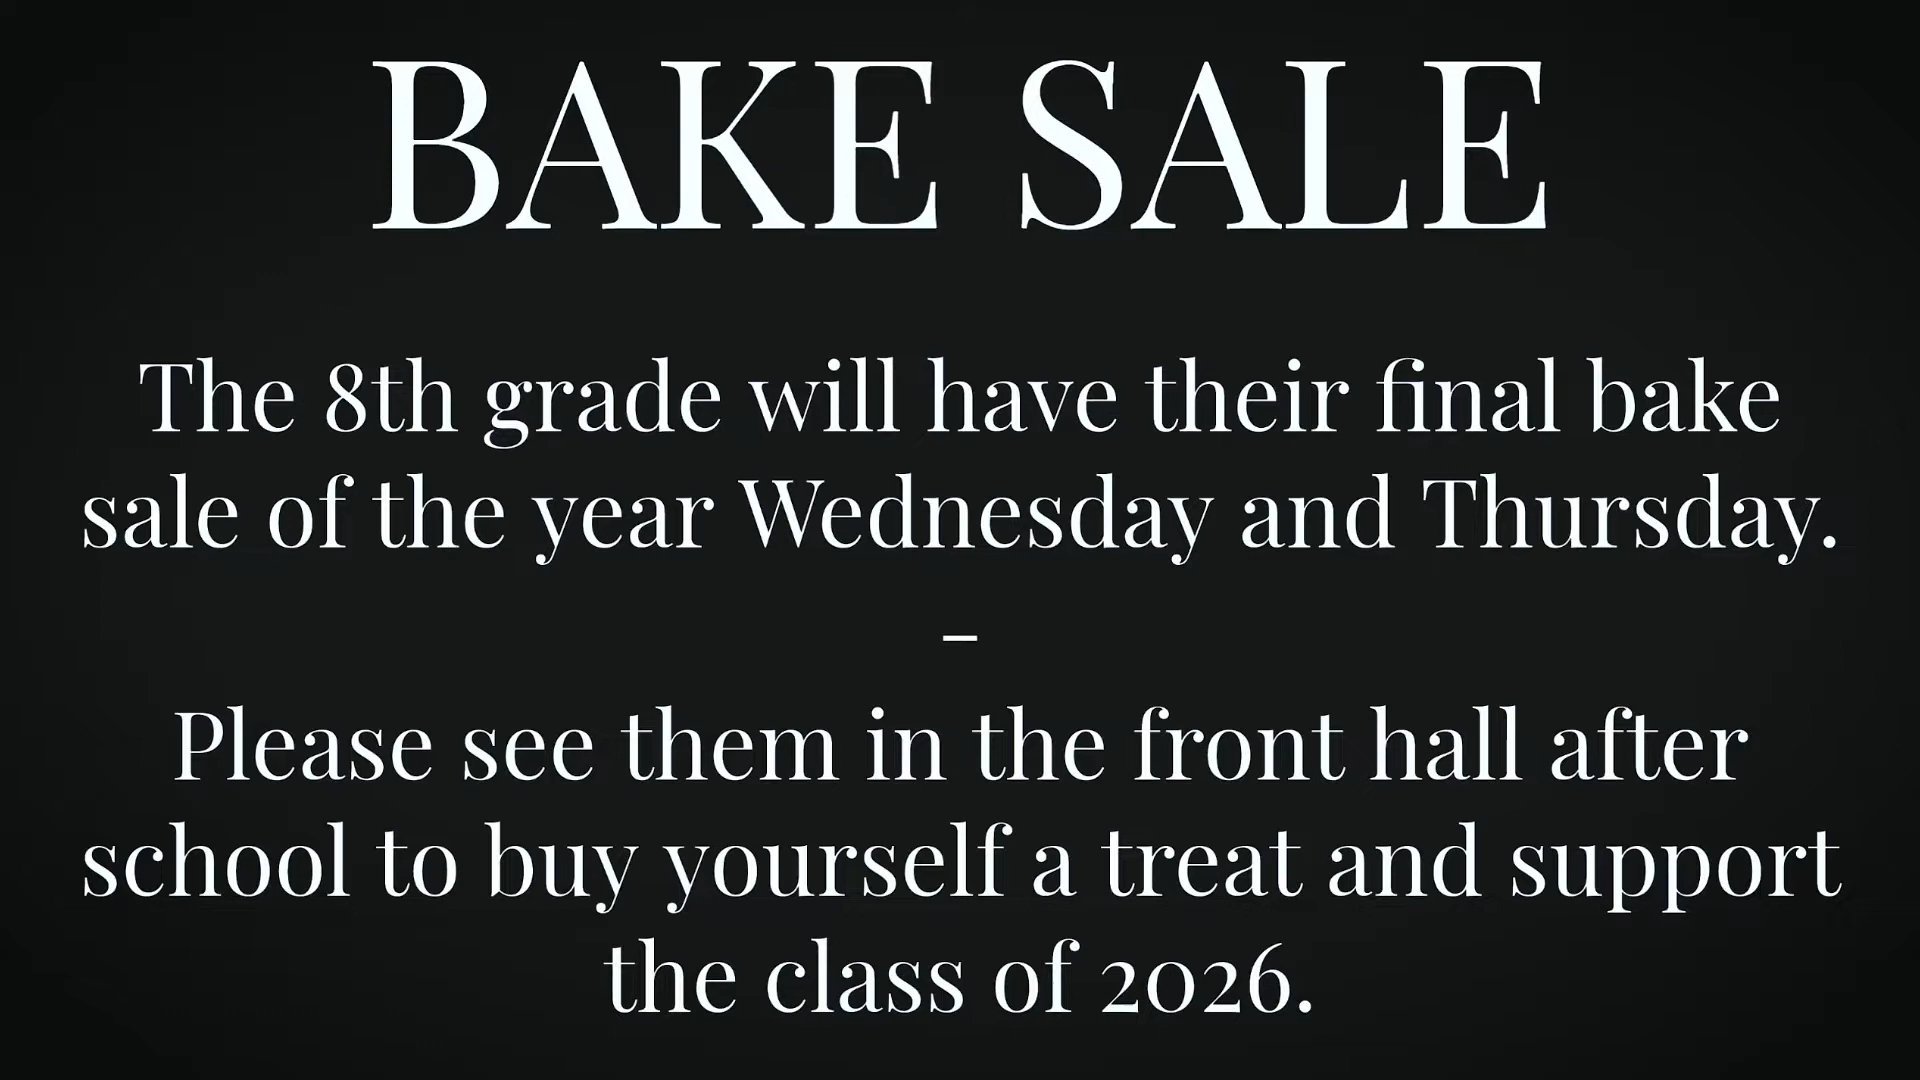 BAKE SALE
The 8th grade will have their final bake
sale of the year Wednesday and Thursday.
–
Please see them in the front hall after
school to buy yourself a treat and support
the class of 2026.